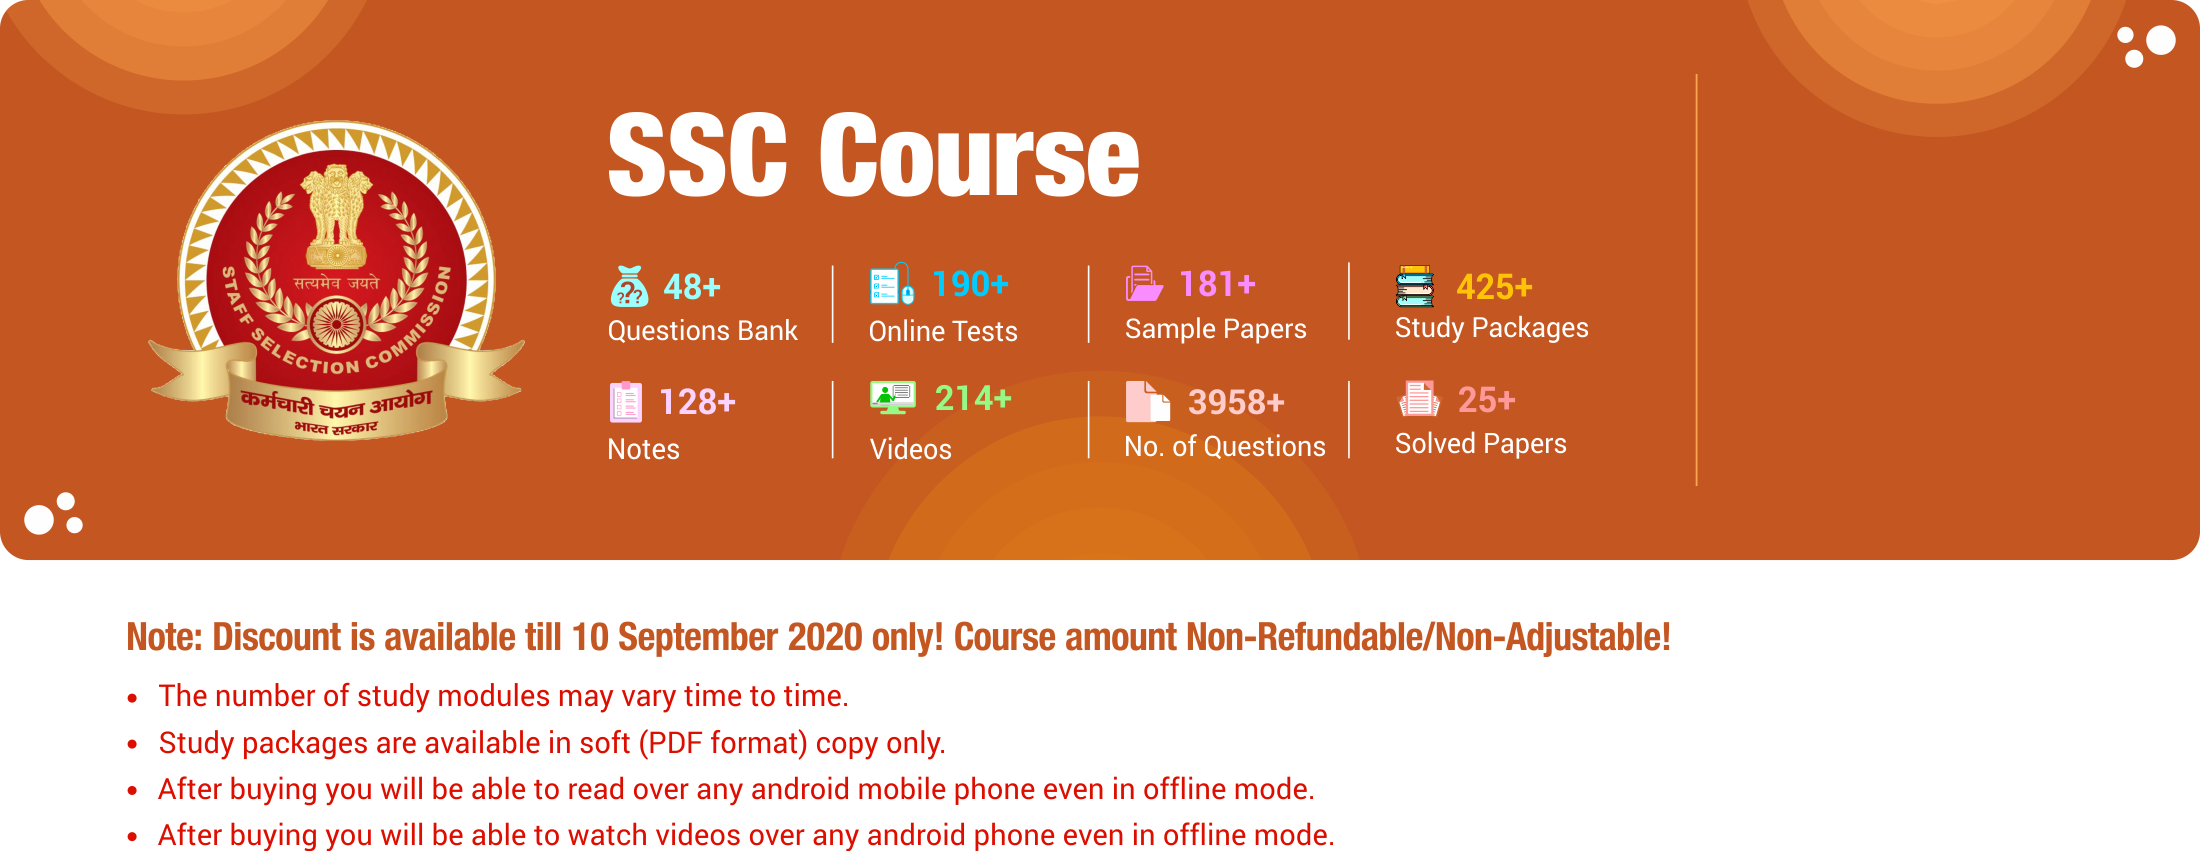 SSC Course
सत्यमेव जयते
STAFF SELECTION COMMISSION
कर्मचारी चयन आयोग
भारत सरकार
48+
Questions Bank
190+
Online Tests
181+
Sample Papers
425+
Study Packages
128+
Notes
214+
Videos
3958+
No. of Questions
25+
Solved Papers
Note: Discount is available till 10 September 2020 only! Course amount Non-Refundable/Non-Adjustable!
• The number of study modules may vary time to time.
• Study packages are available in soft (PDF format) copy only.
• After buying you will be able to read over any android mobile phone even in offline mode.
• After buying you will be able to watch videos over any android phone even in offline mode.